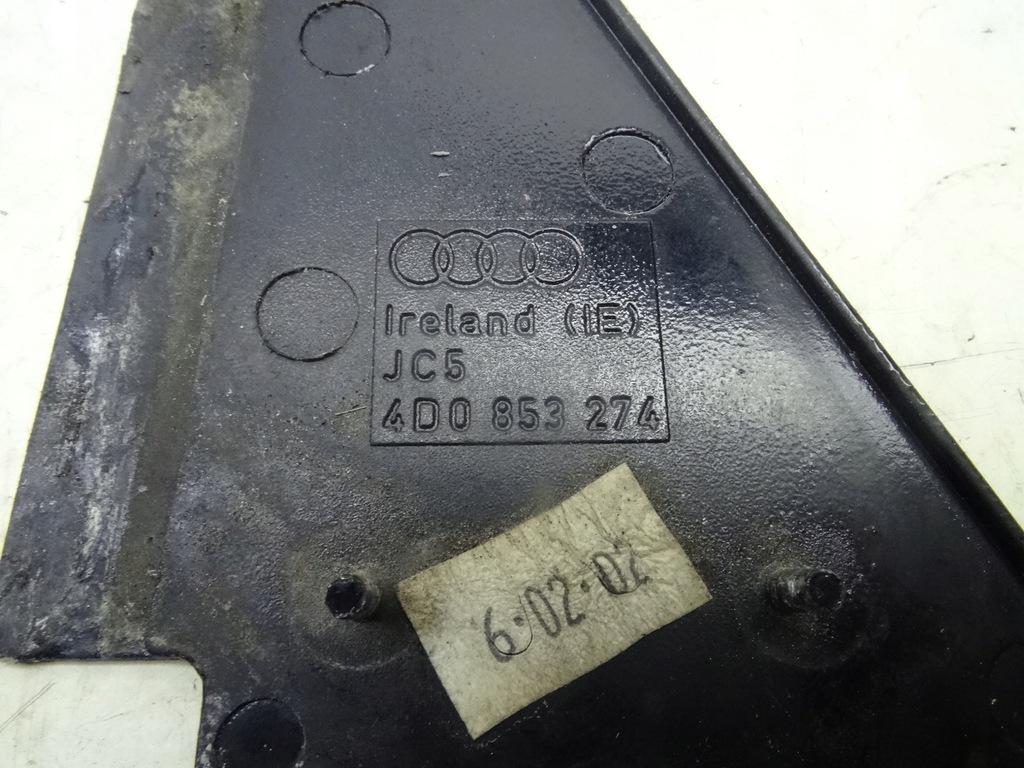 Ireland (IE)
JC5
4D0 853 274
6.02.02